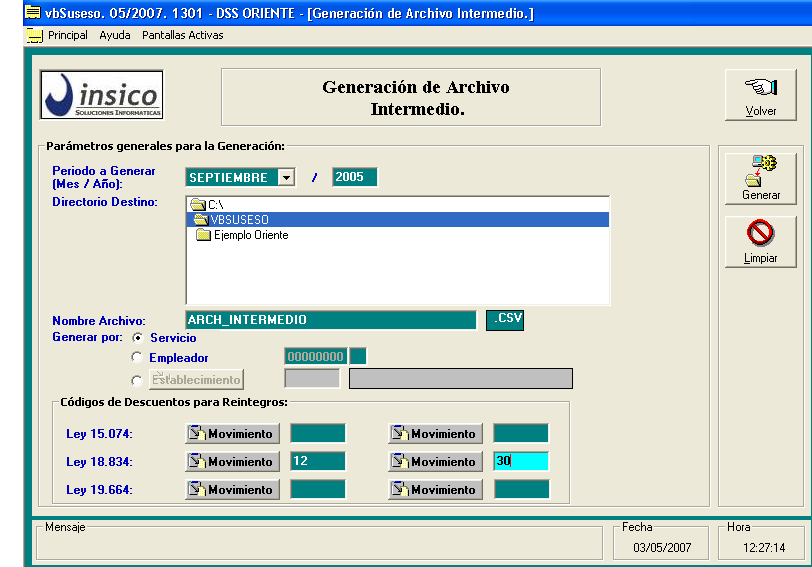 vbSuseso. 05/2007. 1301 - DSS ORIENTE - [Generación de Archivo Intermedio.]
Principal Ayuda Pantallas Activas
insico
SOLUCIONES INFORMATICAS
Generación de Archivo
Intermedio.
Volver
Parámetros generales para la Generación:
Periodo a Generar
(Mes / Año):
SEPTIEMBRE / 2005
Directorio Destino:
C:\
VBSUSESO
Ejemplo Oriente
Generar
Limpiar
Nombre Archivo: ARCH_INTERMEDIO .CSV
Generar por: Servicio
Empleador 00000000
Establecimiento
Códigos de Descuentos para Reintegros:
Ley 15.074: Movimiento Movimiento
Ley 18.834: Movimiento 12 Movimiento 30
Ley 19.664: Movimiento Movimiento
Mensaje Fecha Hora
03/05/2007 12:27:14